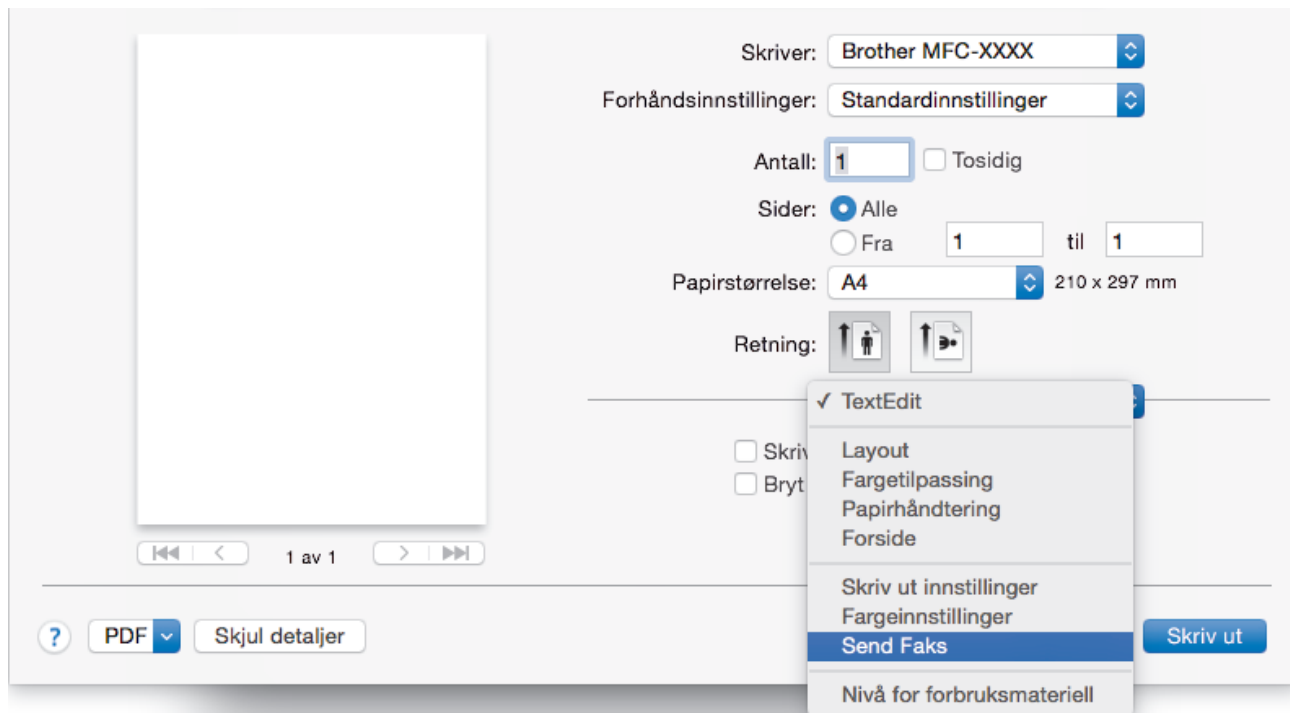 Skriver: Brother MFC-XXXX
Forhåndsinnstillinger: Standardinnstillinger
Antall: 1 Tosidig
Sider: Alle
Fra 1 til 1
Papirstørrelse: A4 210 x 297 mm
Retning:
✓ TextEdit
Layout
Skriv
Fargetilpassing
Bryt
Papirhåndtering
Forside
1 av 1
Skriv ut innstillinger
Fargeinnstillinger
Send Faks
Nivå for forbruksmateriell
? PDF Skjul detaljer Skriv ut